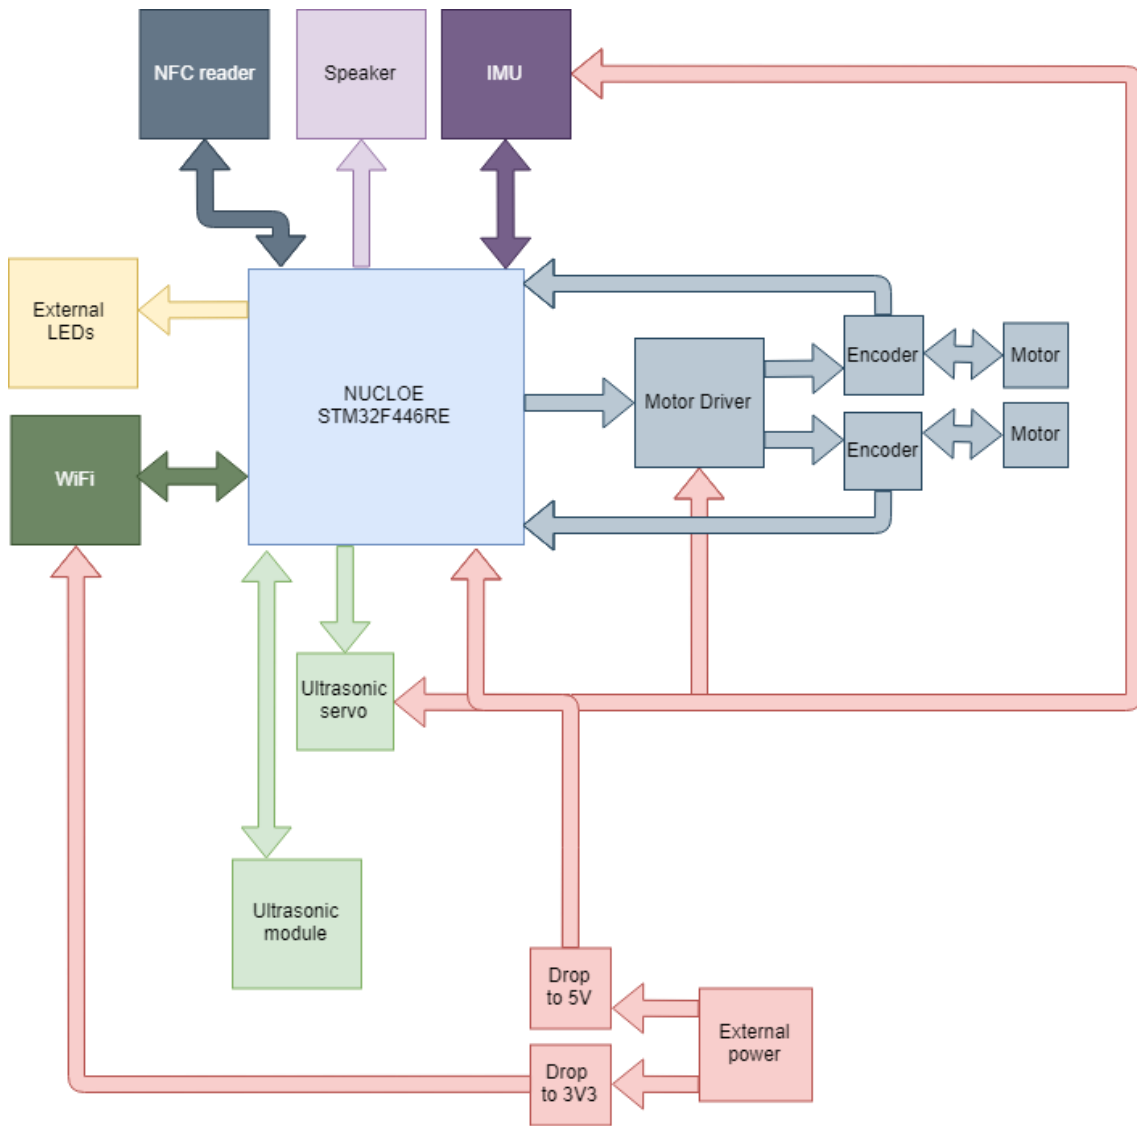 NFC reader
Speaker
IMU
External
LEDs
NUCLOE
STM32F446RE
Motor Driver
Encoder
Motor
Encoder
Motor
WiFi
Ultrasonic
servo
Ultrasonic
module
Drop
to 5V
External
power
Drop
to 3V3